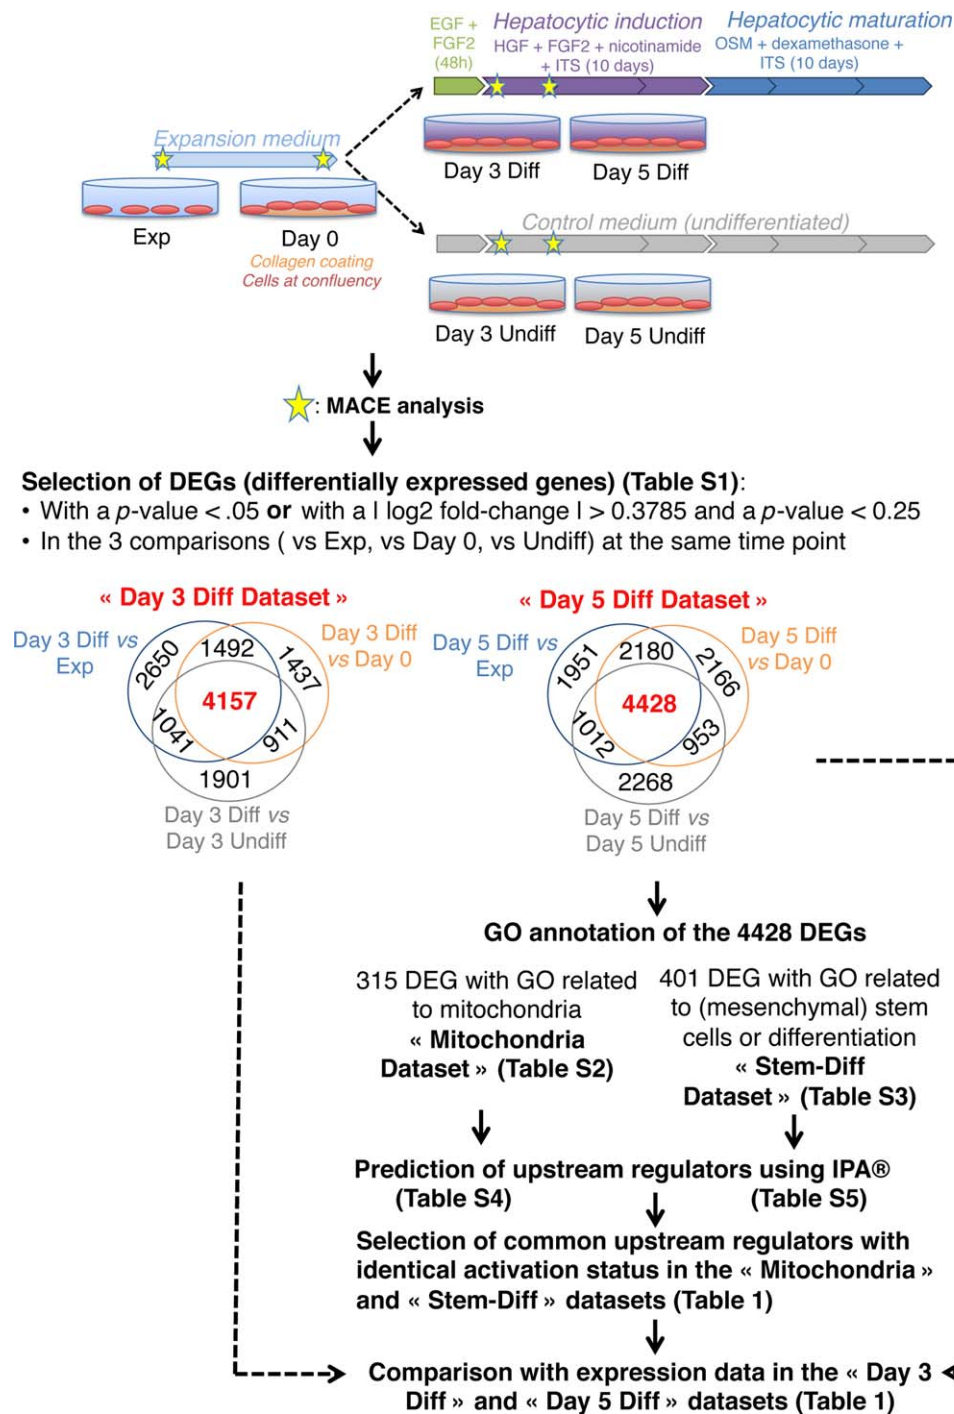 EGF +
FGF2
(48h)
Hepatocytic induction
HGF + FGF2 + nicotinamide
+ ITS (10 days)
Hepatocytic maturation
OSM + dexamethasone +
ITS (10 days)
Expansion medium
Exp
Day 0
Collagen coating
Cells at confluency
Day 3 Diff
Day 5 Diff
Control medium (undifferentiated)
Day 3 Undiff
Day 5 Undiff
: MACE analysis
Selection of DEGs (differentially expressed genes) (Table S1):
• With a p-value < .05 or with a l log2 fold-change l > 0.3785 and a p-value < 0.25
• In the 3 comparisons ( vs Exp, vs Day 0, vs Undiff) at the same time point
« Day 3 Diff Dataset »
Day 3 Diff vs
Exp
Day 3 Diff
vs Day 0
2650
1492
1437
4157
1041
911
1901
Day 3 Diff vs
Day 3 Undiff
« Day 5 Diff Dataset »
Day 5 Diff vs
Exp
Day 5 Diff
vs Day 0
1951
2180
2166
4428
1012
953
2268
Day 5 Diff vs
Day 5 Undiff
GO annotation of the 4428 DEGs
315 DEG with GO related
to mitochondria
« Mitochondria
Dataset » (Table S2)
401 DEG with GO related
to (mesenchymal) stem
cells or differentiation
« Stem-Diff
Dataset » (Table S3)
Prediction of upstream regulators using IPA®
(Table S4)
(Table S5)
Selection of common upstream regulators with
identical activation status in the « Mitochondria »
and « Stem-Diff » datasets (Table 1)
Comparison with expression data in the « Day 3
Diff » and « Day 5 Diff » datasets (Table 1)